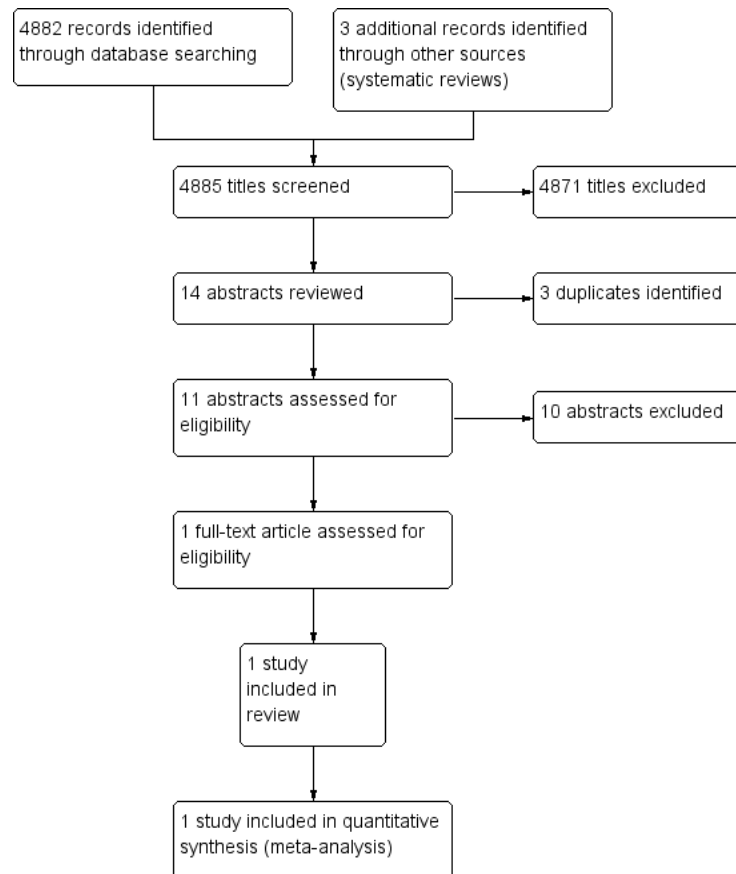 4882 records identified
through database searching
3 additional records identified
through other sources
(systematic reviews)
4885 titles screened
4871 titles excluded
14 abstracts reviewed
3 duplicates identified
11 abstracts assessed for
eligibility
10 abstracts excluded
1 full-text article assessed for
eligibility
1 study
included in
review
1 study included in quantitative
synthesis (meta-analysis)